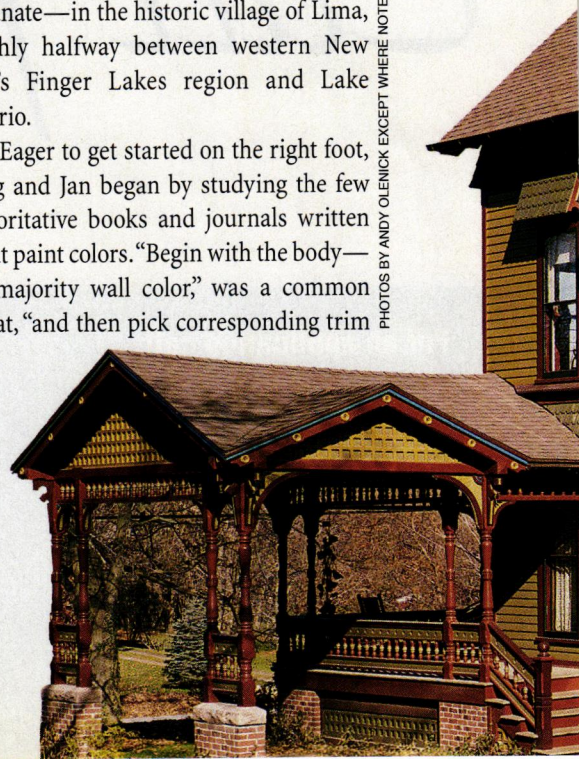 nate—in the historic village of Lima,
hly halfway between western New
's Finger Lakes region and Lake
rio.
Eager to get started on the right foot,
g and Jan began by studying the few
oritative books and journals written
t paint colors. “Begin with the body—
majority wall color,” was a common
at, “and then pick corresponding trim
PHOTOS BY ANDY OLENICK EXCEPT WHERE NOTE